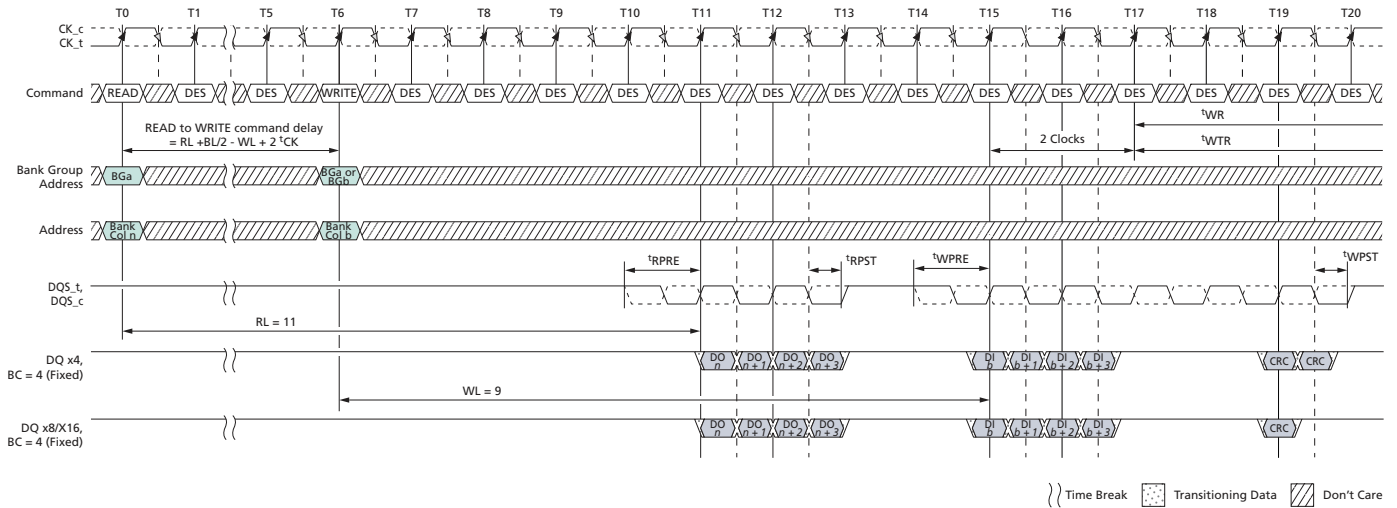 T0 T1 T5 T6 T7 T8 T9 T10 T11 T12 T13 T14 T15 T16 T17 T18 T19 T20
CK_c
CK_t
Command READ DES DES WRITE DES DES DES DES DES DES DES DES DES DES DES DES DES DES
READ to WRITE command delay
= RL +BL/2 - WL + 2 tCK
tWR
2 Clocks tWTR
Bank Group
Address
BGa
BGa or
BGb
Address
Bank
Col n
Bank
Col b
tRPRE tRPST tWPRE tWPST
DQS_t,
DQS_c
RL = 11
DQ x4,
BC = 4 (Fixed)
DO
n
DO
n + 1
DO
n + 2
DO
n + 3
DI
b
DI
b + 1
DI
b + 2
DI
b + 3
CRC CRC
WL = 9
DQ x8/X16,
BC = 4 (Fixed)
DO
n
DO
n + 1
DO
n + 2
DO
n + 3
DI
b
DI
b + 1
DI
b + 2
DI
b + 3
CRC
Time Break Transitioning Data Don't Care